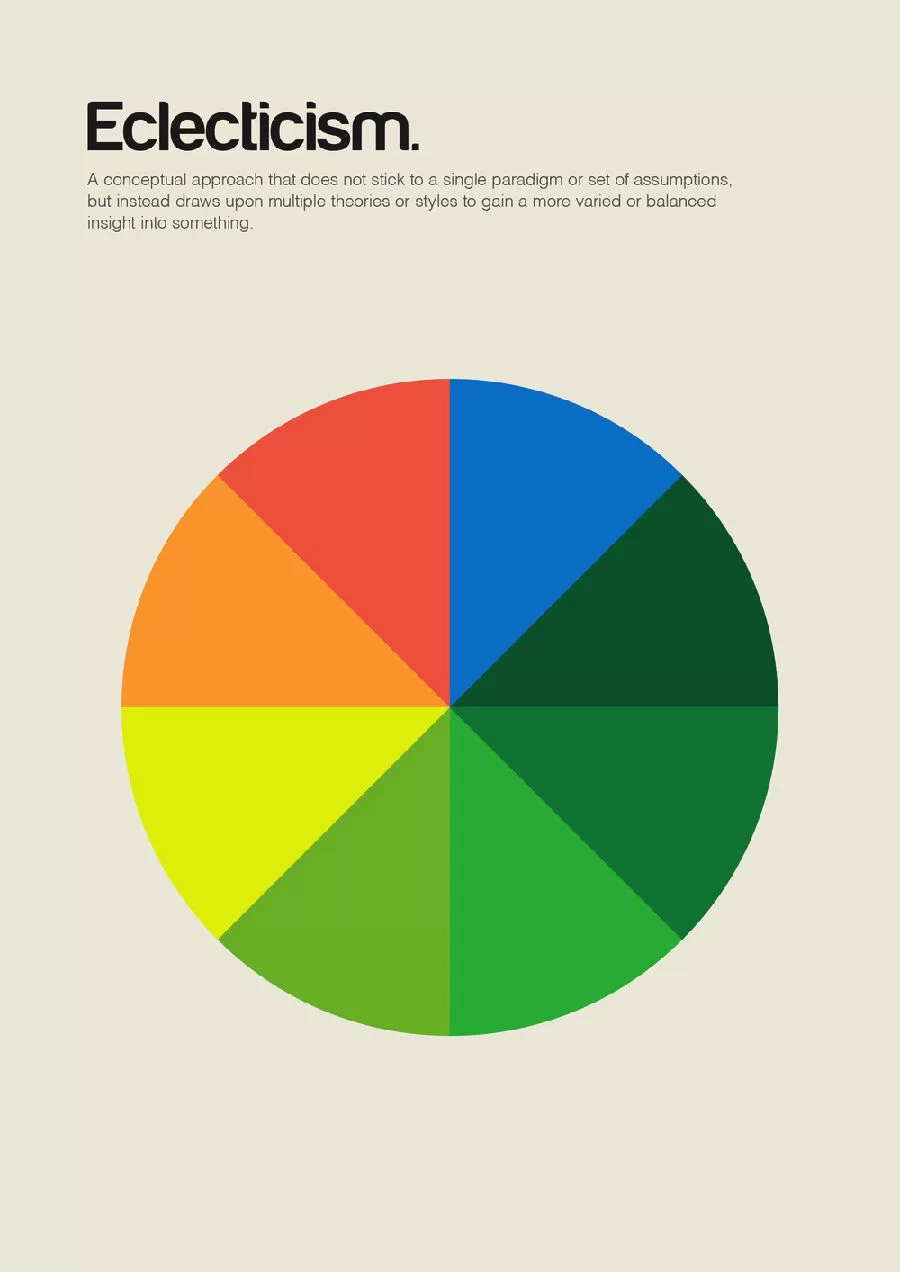 Eclecticism.
A conceptual approach that does not stick to a single paradigm or set of assumptions,
but instead draws upon multiple theories or styles to gain a more varied or balanced
insight into something.